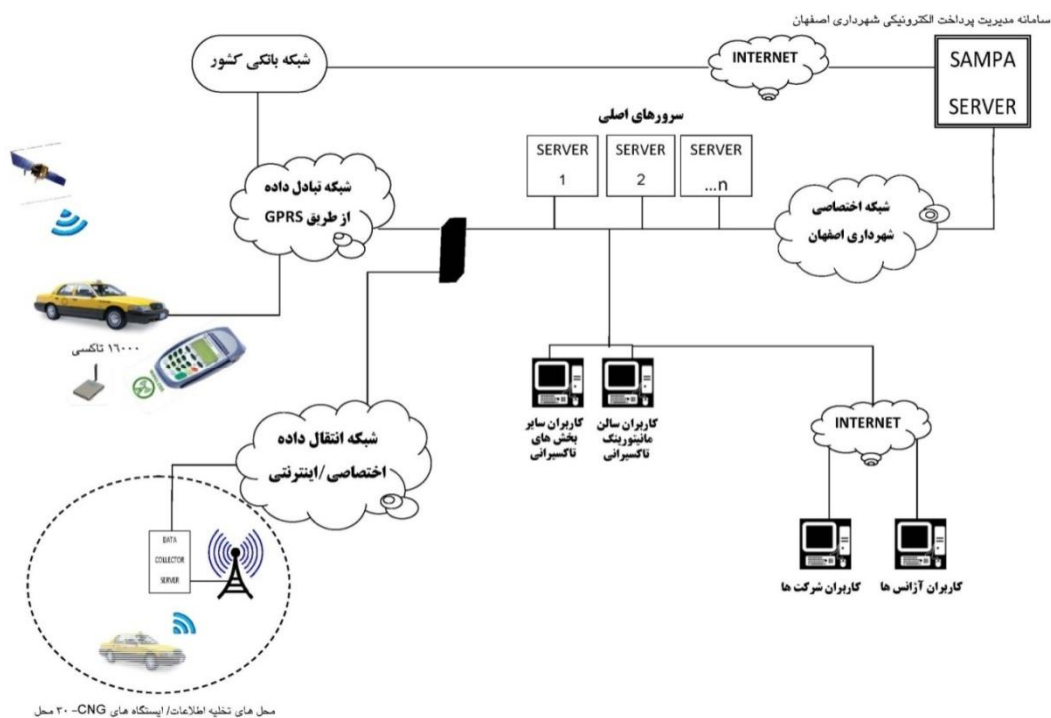 سامانه مدیریت پرداخت الکترونیکی شهرداری اصفهان
SAMPA
SERVER
INTERNET
شبکه بانکی کشور
سرورهای اصلی
SERVER
1
SERVER
2
SERVER
...n
شبکه تبادل داده
از طریق GPRS
شبکه اختصاصی
شهرداری اصفهان
١٦٠٠٠ تاکسی
کاربران سالن
مانیتورینگ
تاکسیرانی
کاربران سایر
بخش های
تاکسیرانی
INTERNET
شبکه انتقال داده
اختصاصی/اینترنتی
DATA
COLLECTOR
SERVER
کاربران آژانس ها
کاربران شرکت ها
محل های تخلیه اطلاعات/ ایستگاه های CNG- ٣٠ محل